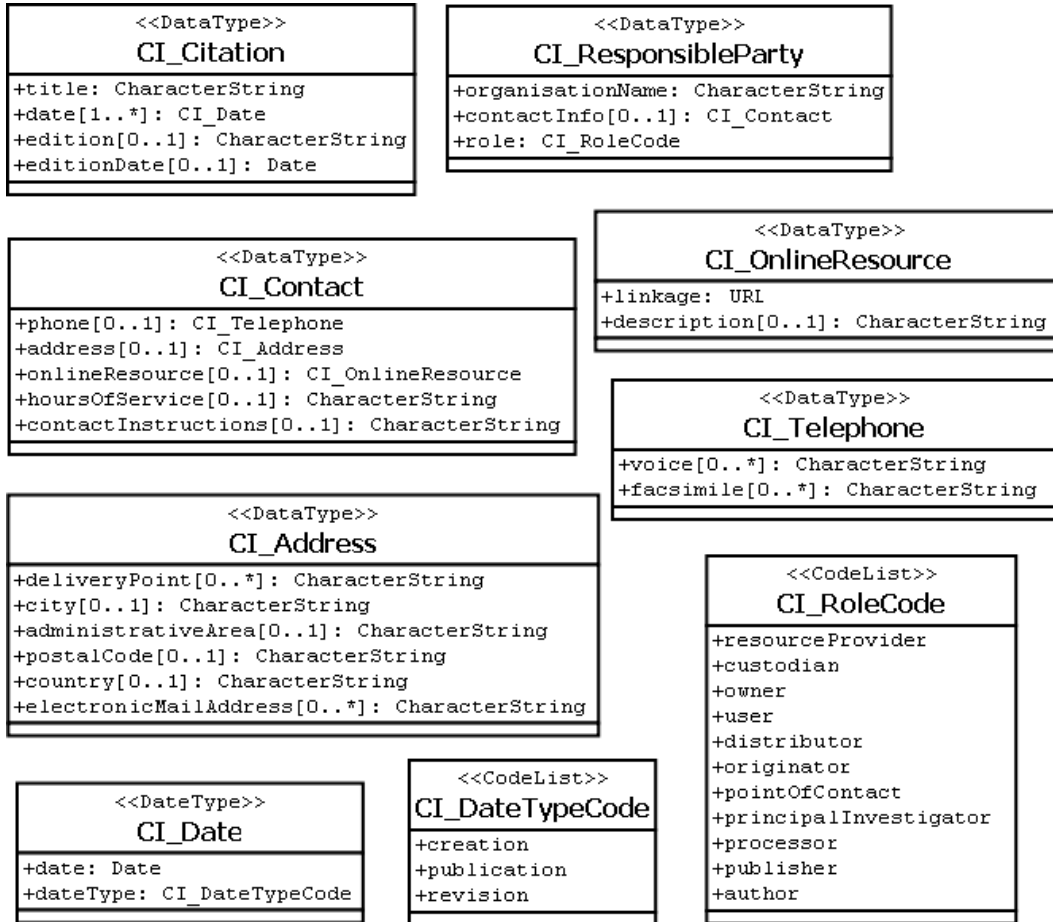 <<DataType>>
CI_Citation
+title: CharacterString
+date[1..*]: CI_Date
+edition[0..1]: CharacterString
+editionDate[0..1]: Date
<<DataType>>
CI_ResponsibleParty
+organisationName: CharacterString
+contactInfo[0..1]: CI_Contact
+role: CI_RoleCode
<<DataType>>
CI_Contact
+phone[0..1]: CI_Telephone
+address[0..1]: CI_Address
+onlineResource[0..1]: CI_OnlineResource
+hoursOfService[0..1]: CharacterString
+contactInstructions[0..1]: CharacterString
<<DataType>>
CI_OnlineResource
+linkage: URL
+description[0..1]: CharacterString
<<DataType>>
CI_Telephone
+voice[0..*]: CharacterString
+facsimile[0..*]: CharacterString
<<DataType>>
CI_Address
+deliveryPoint[0..*]: CharacterString
+city[0..1]: CharacterString
+administrativeArea[0..1]: CharacterString
+postalCode[0..1]: CharacterString
+country[0..1]: CharacterString
+electronicMailAddress[0..*]: CharacterString
<<CodeList>>
CI_RoleCode
+resourceProvider
+custodian
+owner
+user
+distributor
+originator
+pointOfContact
+principalInvestigator
+processor
+publisher
+author
<<DateType>>
CI_Date
+date: Date
+dateType: CI_DateTypeCode
<<CodeList>>
CI_DateTypeCode
+creation
+publication
+revision